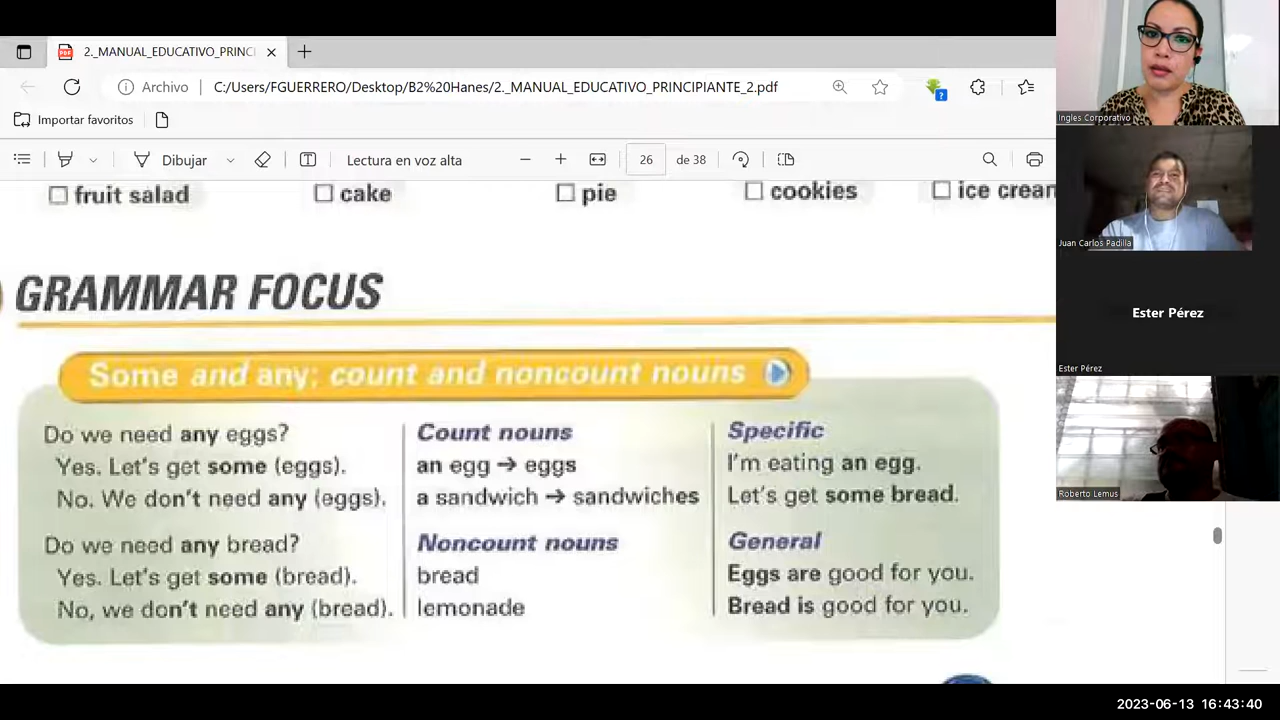 2._MANUAL_EDUCATIVO_PRINCI
Archivo
C:/Users/FGUERRERO/Desktop/B2%20Hanes/2._MANUAL_EDUCATIVO_PRINCIPIANTE_2.pdf
Importar favoritos
Dibujar
Lectura en voz alta
26
de 38
fruit salad
cake
pie
cookies
ice crean
GRAMMAR FOCUS
Some and any; count and noncount nouns
Do we need any eggs?
Yes. Let's get some (eggs).
No. We don't need any (eggs).
Do we need any bread?
Yes. Let's get some (bread).
No, we don't need any (bread).
Count nouns
an egg → eggs
a sandwich → sandwiches
Noncount nouns
bread
lemonade
Specific
I'm eating an egg.
Let's get some bread.
General
Eggs are good for you.
Bread is good for you.
Ingles Corporativo
Juan Carlos Padilla
Ester Pérez
Ester Pérez
Roberto Lemus
2023-06-13 16:43:40